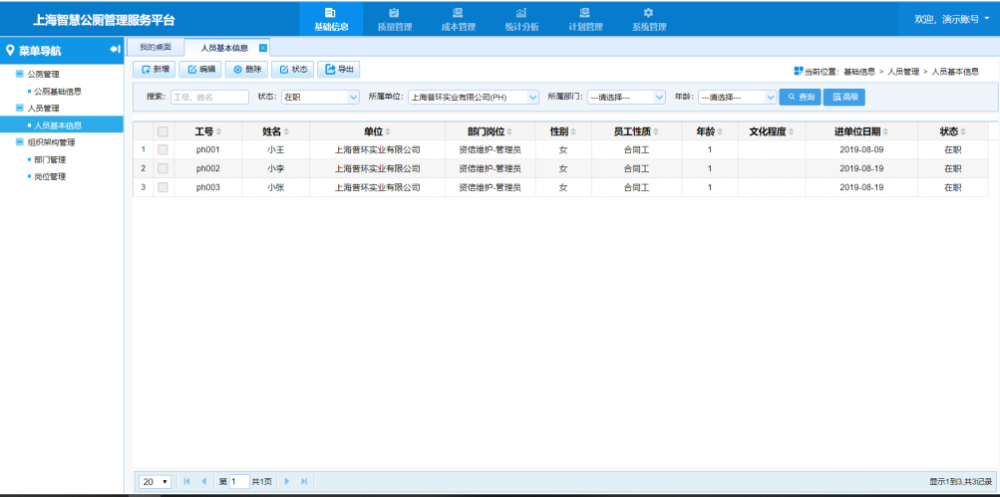 上海智慧公厕管理服务平台
基础信息 质量管理 成本管理 统计分析 计划管理 系统管理
欢迎，演示账号
菜单导航
公厕管理
公厕基础信息
人员管理
人员基本信息
组织架构管理
部门管理
岗位管理
我的桌面 人员基本信息
新增 编辑 删除 状态 导出
当前位置：基础信息 > 人员管理 > 人员基本信息
搜索： 工号、姓名 状态： 在职 所属单位： 上海普环实业有限公司(PH) 所属部门： ---请选择--- 年龄： ---请选择--- 查询 高级
工号 姓名 单位 部门岗位 性别 员工性质 年龄 文化程度 进单位日期 状态
1 ph001 小王 上海普环实业有限公司 资信维护-管理员 女 合同工 1 2019-08-09 在职
2 ph002 小李 上海普环实业有限公司 资信维护-管理员 女 合同工 1 2019-08-19 在职
3 ph003 小张 上海普环实业有限公司 资信维护-管理员 女 合同工 1 2019-08-19 在职
20 第 1 共1页
显示1到3,共3记录